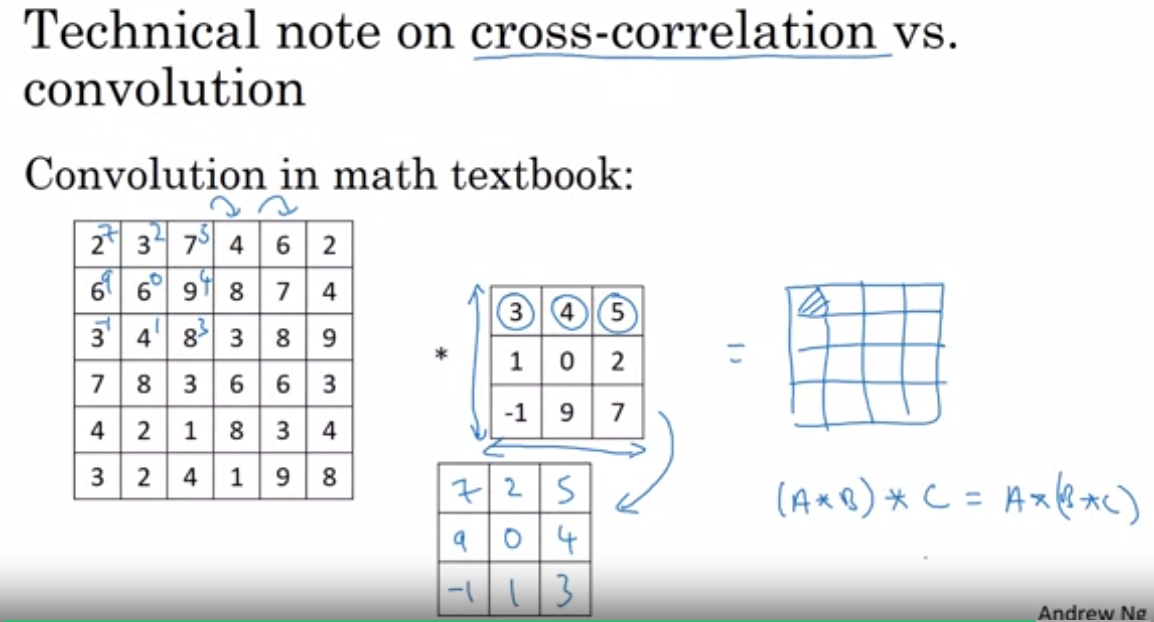 Technical note on cross-correlation vs.
convolution
Convolution in math textbook:
2 7 3 2 7 5 4 6 2
6 9 6 0 9 4 8 7 4
3 -1 4 1 8 3 3 8 9
7 8 3 6 6 3
4 2 1 8 3 4
3 2 4 1 9 8
*
3 4 5
1 0 2
-1 9 7
=
7 2 5
9 0 4
-1 1 3
(A*B)*C = A*(B*C)
Andrew Ng